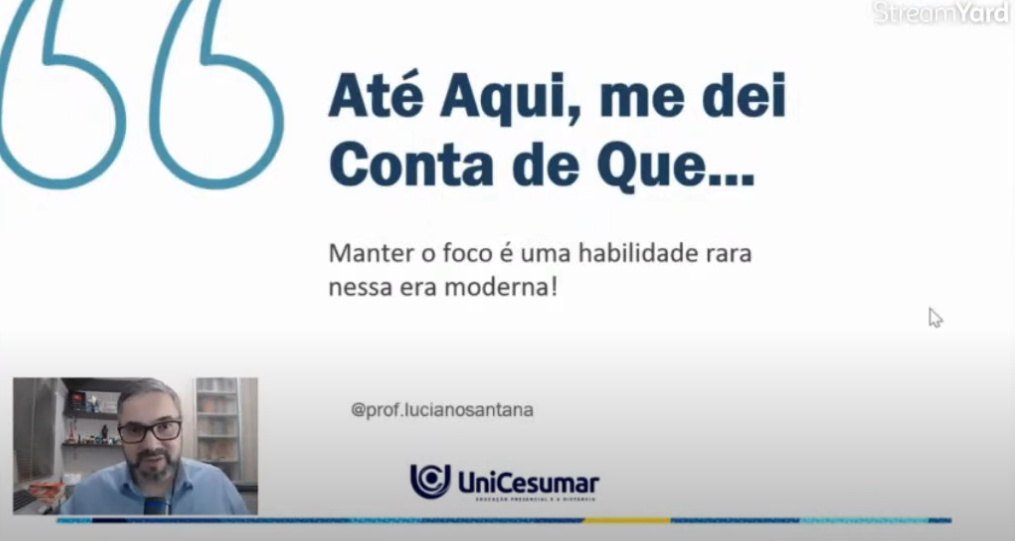 StreamYard
Até Aqui, me dei
Conta de Que...
Manter o foco é uma habilidade rara
nessa era moderna!
@prof.lucianosantana
UniCesumar
EDUCAÇÃO PRESENCIAL E A DISTÂNCIA